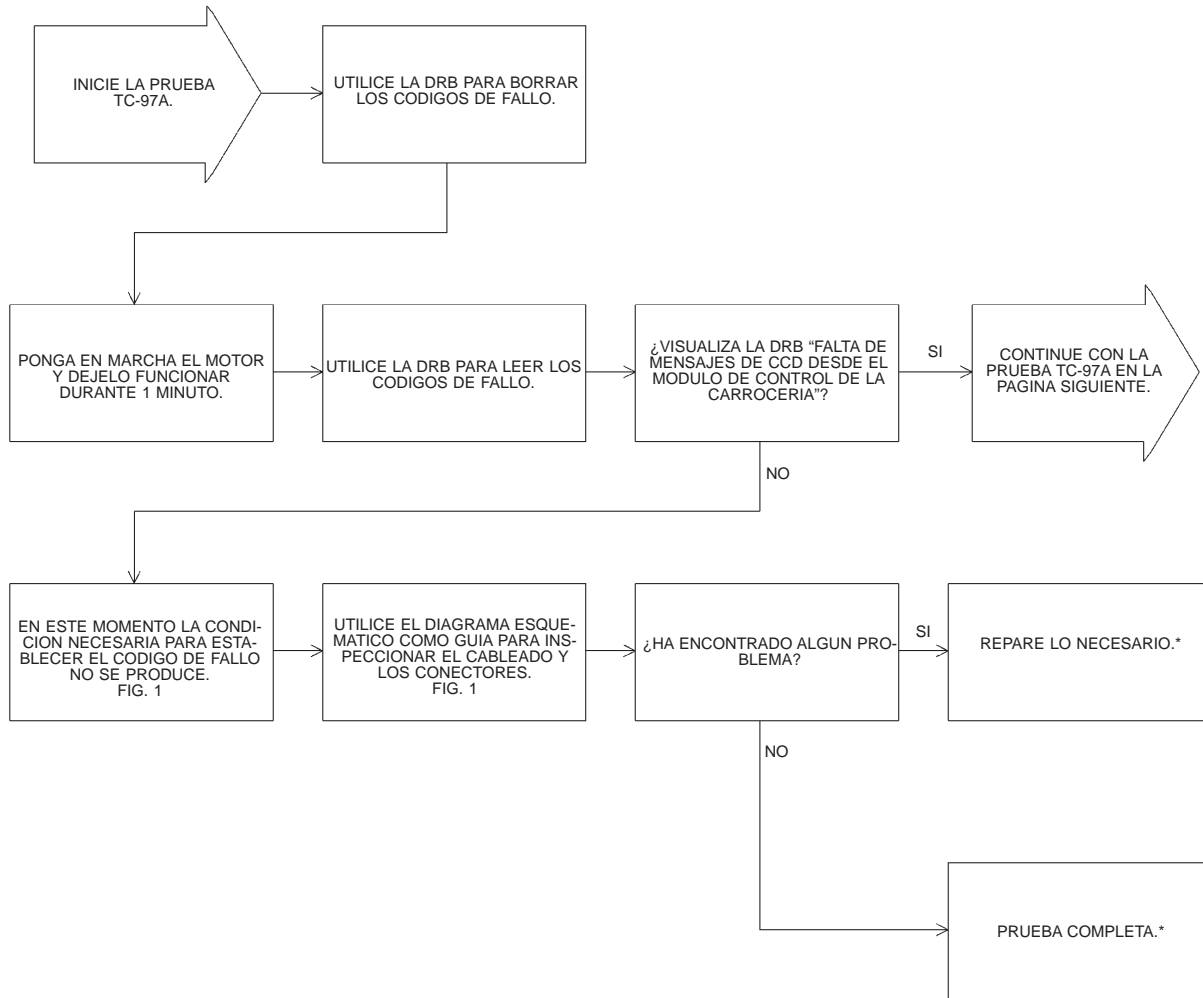 INICIE LA PRUEBA
TC-97A.
UTILICE LA DRB PARA BORRAR
LOS CODIGOS DE FALLO.
PONGA EN MARCHA EL MOTOR
Y DEJELO FUNCIONAR
DURANTE 1 MINUTO.
UTILICE LA DRB PARA LEER LOS
CODIGOS DE FALLO.
¿VISUALIZA LA DRB “FALTA DE
MENSAJES DE CCD DESDE EL
MODULO DE CONTROL DE LA
CARROCERIA”?
SI
CONTINUE CON LA
PRUEBA TC-97A EN LA
PAGINA SIGUIENTE.
NO
EN ESTE MOMENTO LA CONDI-
CION NECESARIA PARA ESTA-
BLECER EL CODIGO DE FALLO
NO SE PRODUCE.
FIG. 1
UTILICE EL DIAGRAMA ESQUE-
MATICO COMO GUIA PARA INS-
PECCIONAR EL CABLEADO Y
LOS CONECTORES.
FIG. 1
¿HA ENCONTRADO ALGUN PRO-
BLEMA?
SI
REPARE LO NECESARIO.*
NO
PRUEBA COMPLETA.*